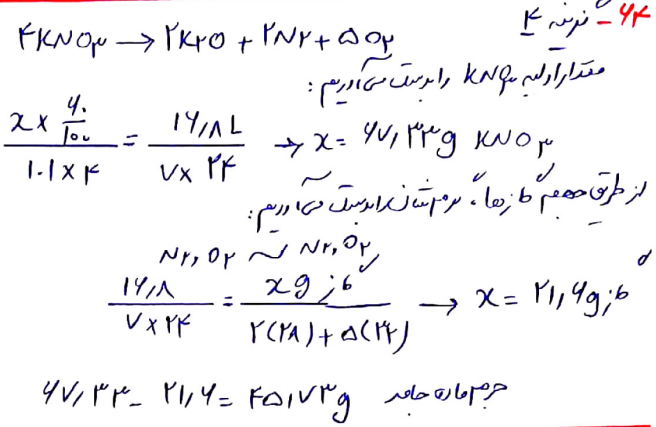 ۶۴ - گزینه ۴
۴KNO۳ → ۲K۲O + ۲N۲ + ۵O۲
مقدار اولیه KNO۳ را بدست می‌آوریم:
x × ۶۰/۱۰۰ / ۱۰۱ × ۴ = ۱۶/۸ L / ۷ × ۲۴ → x = ۶۷/۳۳g KNO۳
از طریق حجم گازها، جرمشان را بدست می‌آوریم:
N۲, O۲ ~ N۲, O۲
۱۶/۸ / ۷ × ۲۴ = xg گاز / ۲(۲۸) + ۵(۳۲) → x = ۲۱/۶g گاز
۶۷/۳۳ - ۲۱/۶ = ۴۵/۷۳g جرم ماده جامد